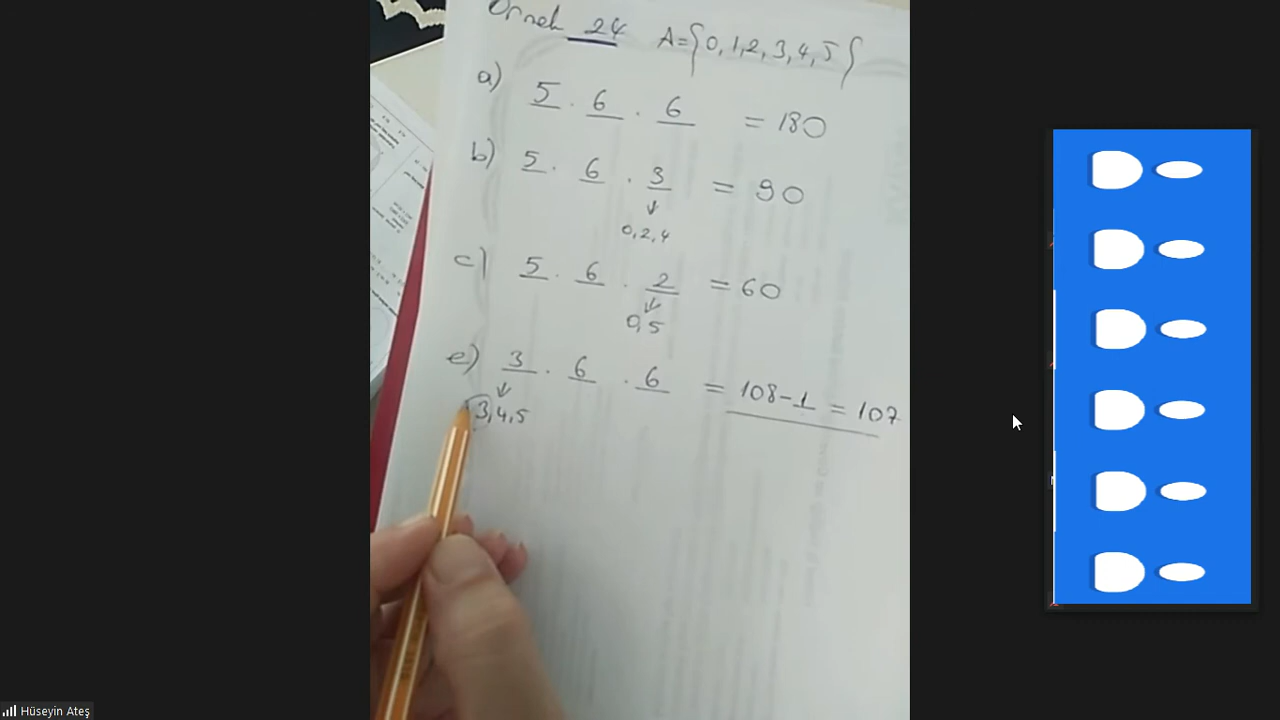 Örnek 24 A={0,1,2,3,4,5}
a) 5 . 6 . 6 = 180
b) 5 . 6 . 3 = 90
0,2,4
c) 5 . 6 . 2 = 60
0,5
e) 3 . 6 . 6 = 108-1 = 107
3,4,5
Hüseyin Ateş